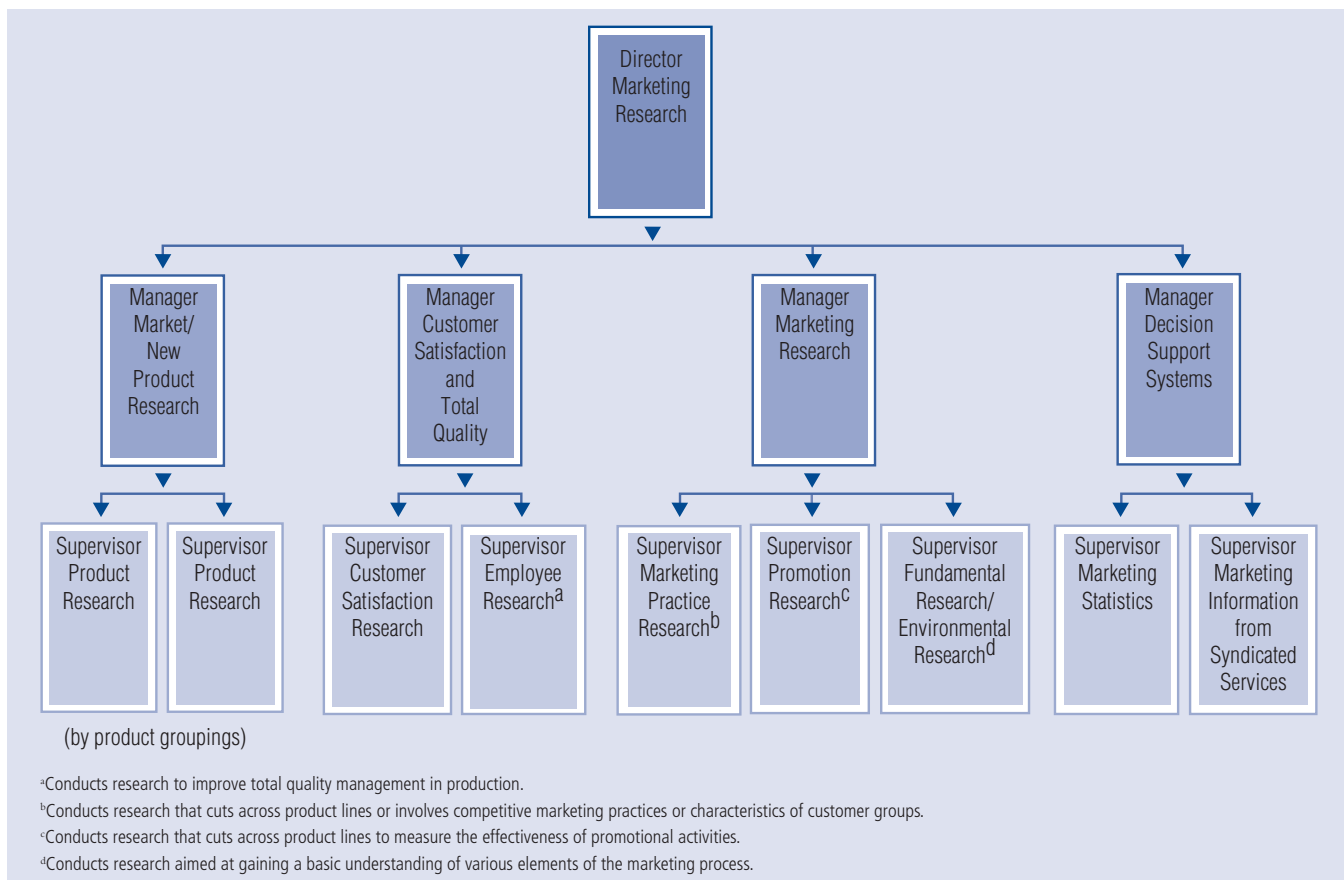 Director
Marketing
Research
Manager
Market/
New
Product
Research
Manager
Customer
Satisfaction
and
Total
Quality
Manager
Marketing
Research
Manager
Decision
Support
Systems
Supervisor
Product
Research
Supervisor
Product
Research
Supervisor
Customer
Satisfaction
Research
Supervisor
Employee
Researchᵃ
Supervisor
Marketing
Practice
Researchᵇ
Supervisor
Promotion
Researchᶜ
Supervisor
Fundamental
Research/
Environmental
Researchᵈ
Supervisor
Marketing
Statistics
Supervisor
Marketing
Information
from
Syndicated
Services
(by product groupings)
ᵃConducts research to improve total quality management in production.
ᵇConducts research that cuts across product lines or involves competitive marketing practices or characteristics of customer groups.
ᶜConducts research that cuts across product lines to measure the effectiveness of promotional activities.
ᵈConducts research aimed at gaining a basic understanding of various elements of the marketing process.